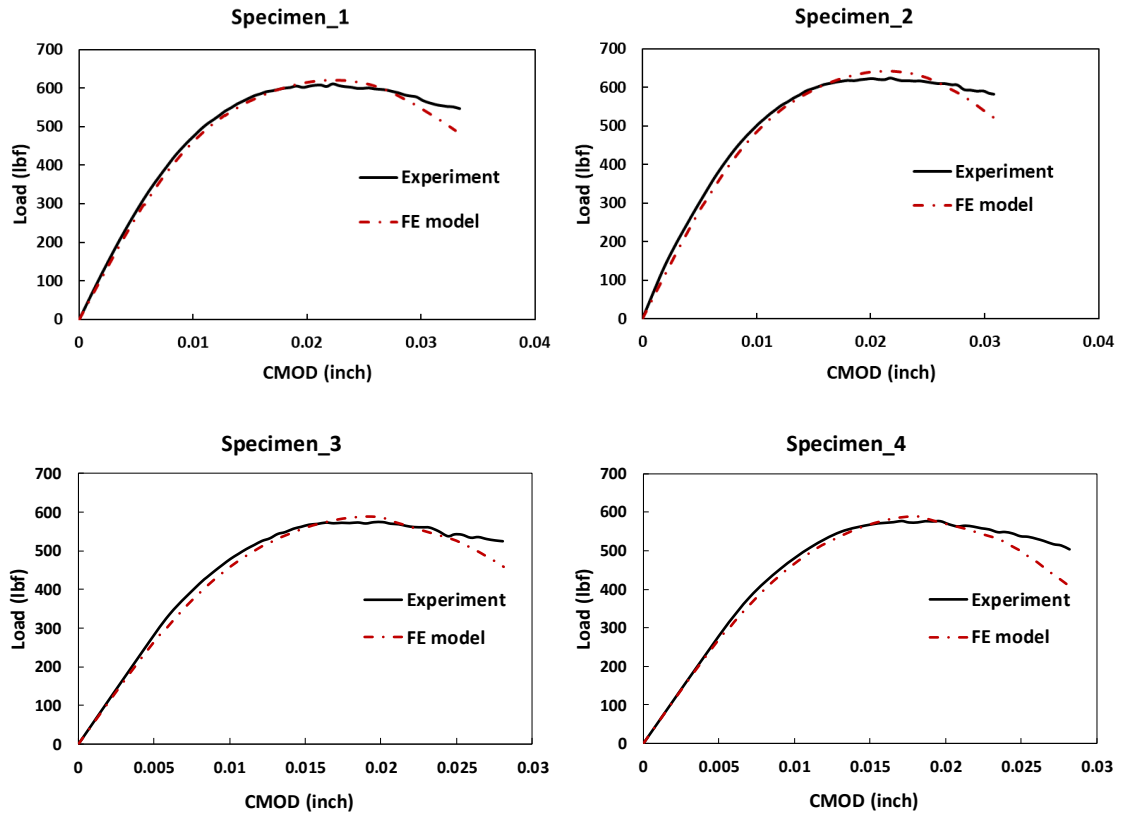 Specimen_1
700
600
500
400
300
200
100
0
Load (lbf)
Experiment
FE model
0 0.01 0.02 0.03 0.04
CMOD (inch)
Specimen_2
700
600
500
400
300
200
100
0
Load (lbf)
Experiment
FE model
0 0.01 0.02 0.03 0.04
CMOD (inch)
Specimen_3
700
600
500
400
300
200
100
0
Load (lbf)
Experiment
FE model
0 0.005 0.01 0.015 0.02 0.025 0.03
CMOD (inch)
Specimen_4
700
600
500
400
300
200
100
0
Load (lbf)
Experiment
FE model
0 0.005 0.01 0.015 0.02 0.025 0.03
CMOD (inch)